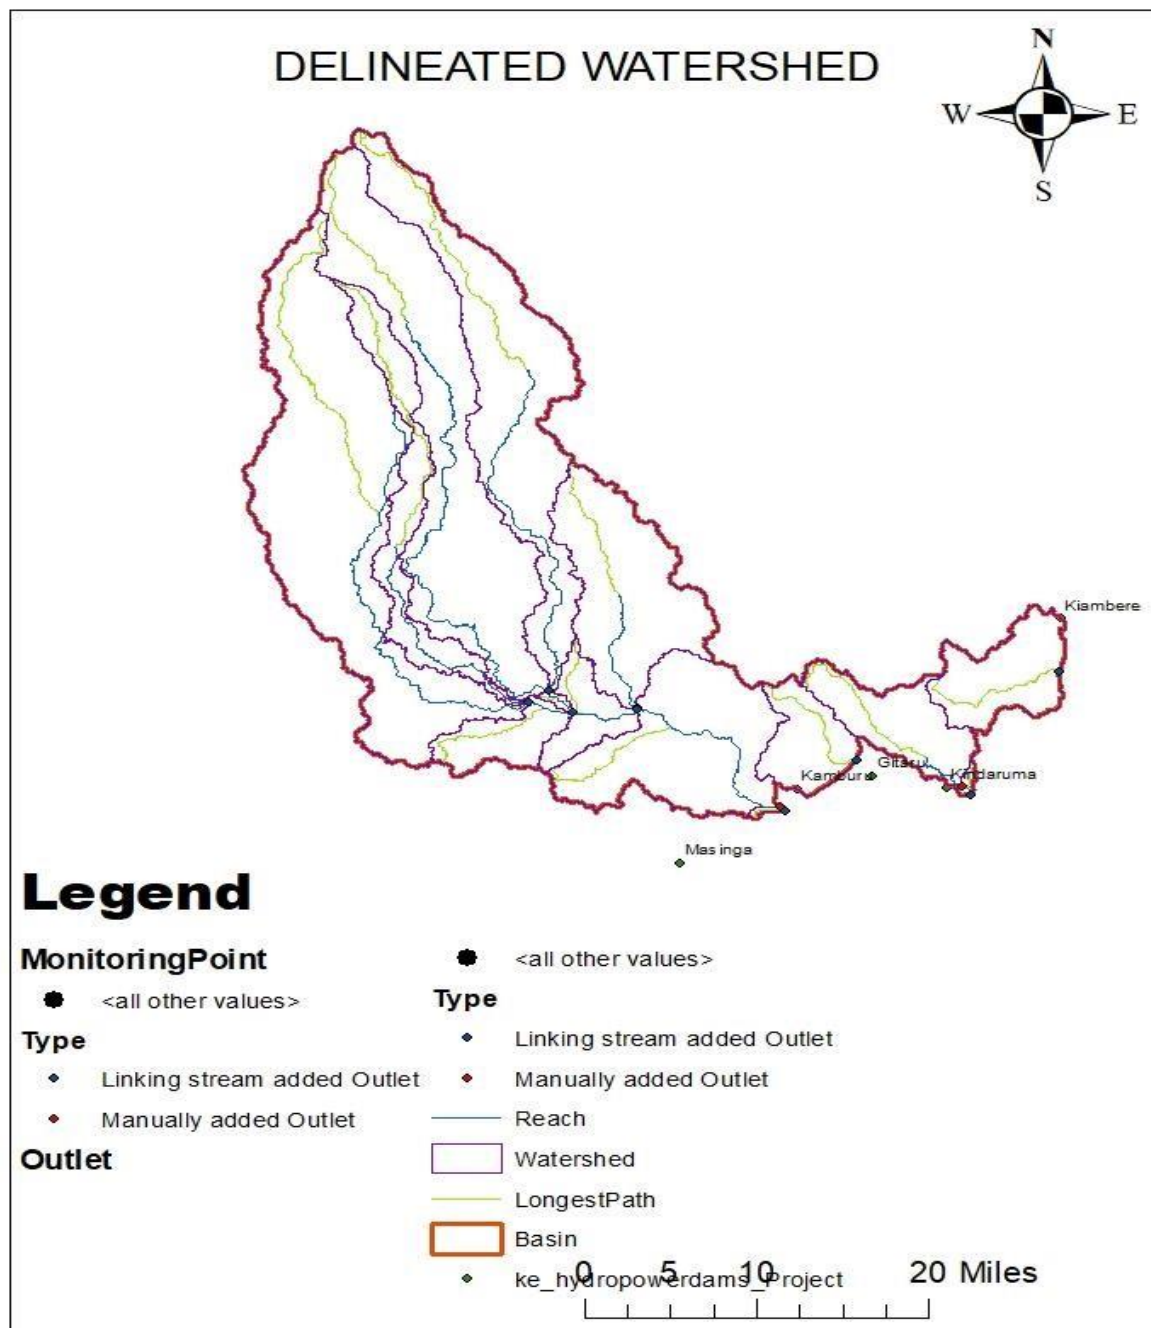 DELINEATED WATERSHED
N
W E
S
Kiambere
Gitaru
Kamburu
Kindaruma
Masinga
Legend
MonitoringPoint
<all other values>
Type
Linking stream added Outlet
Manually added Outlet
Outlet
<all other values>
Type
Linking stream added Outlet
Manually added Outlet
Reach
Watershed
LongestPath
Basin
ke_hydropowerdams_Project
0 5 10 20 Miles